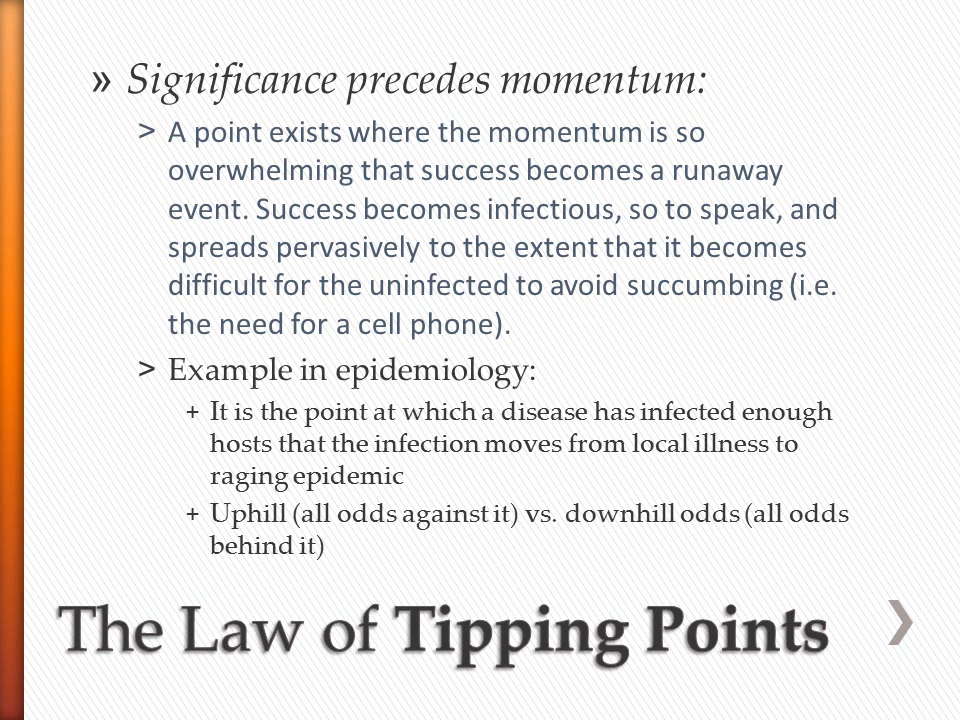 » Significance precedes momentum:
> A point exists where the momentum is so
overwhelming that success becomes a runaway
event. Success becomes infectious, so to speak, and
spreads pervasively to the extent that it becomes
difficult for the uninfected to avoid succumbing (i.e.
the need for a cell phone).
> Example in epidemiology:
+ It is the point at which a disease has infected enough
hosts that the infection moves from local illness to
raging epidemic
+ Uphill (all odds against it) vs. downhill odds (all odds
behind it)
The Law of Tipping Points